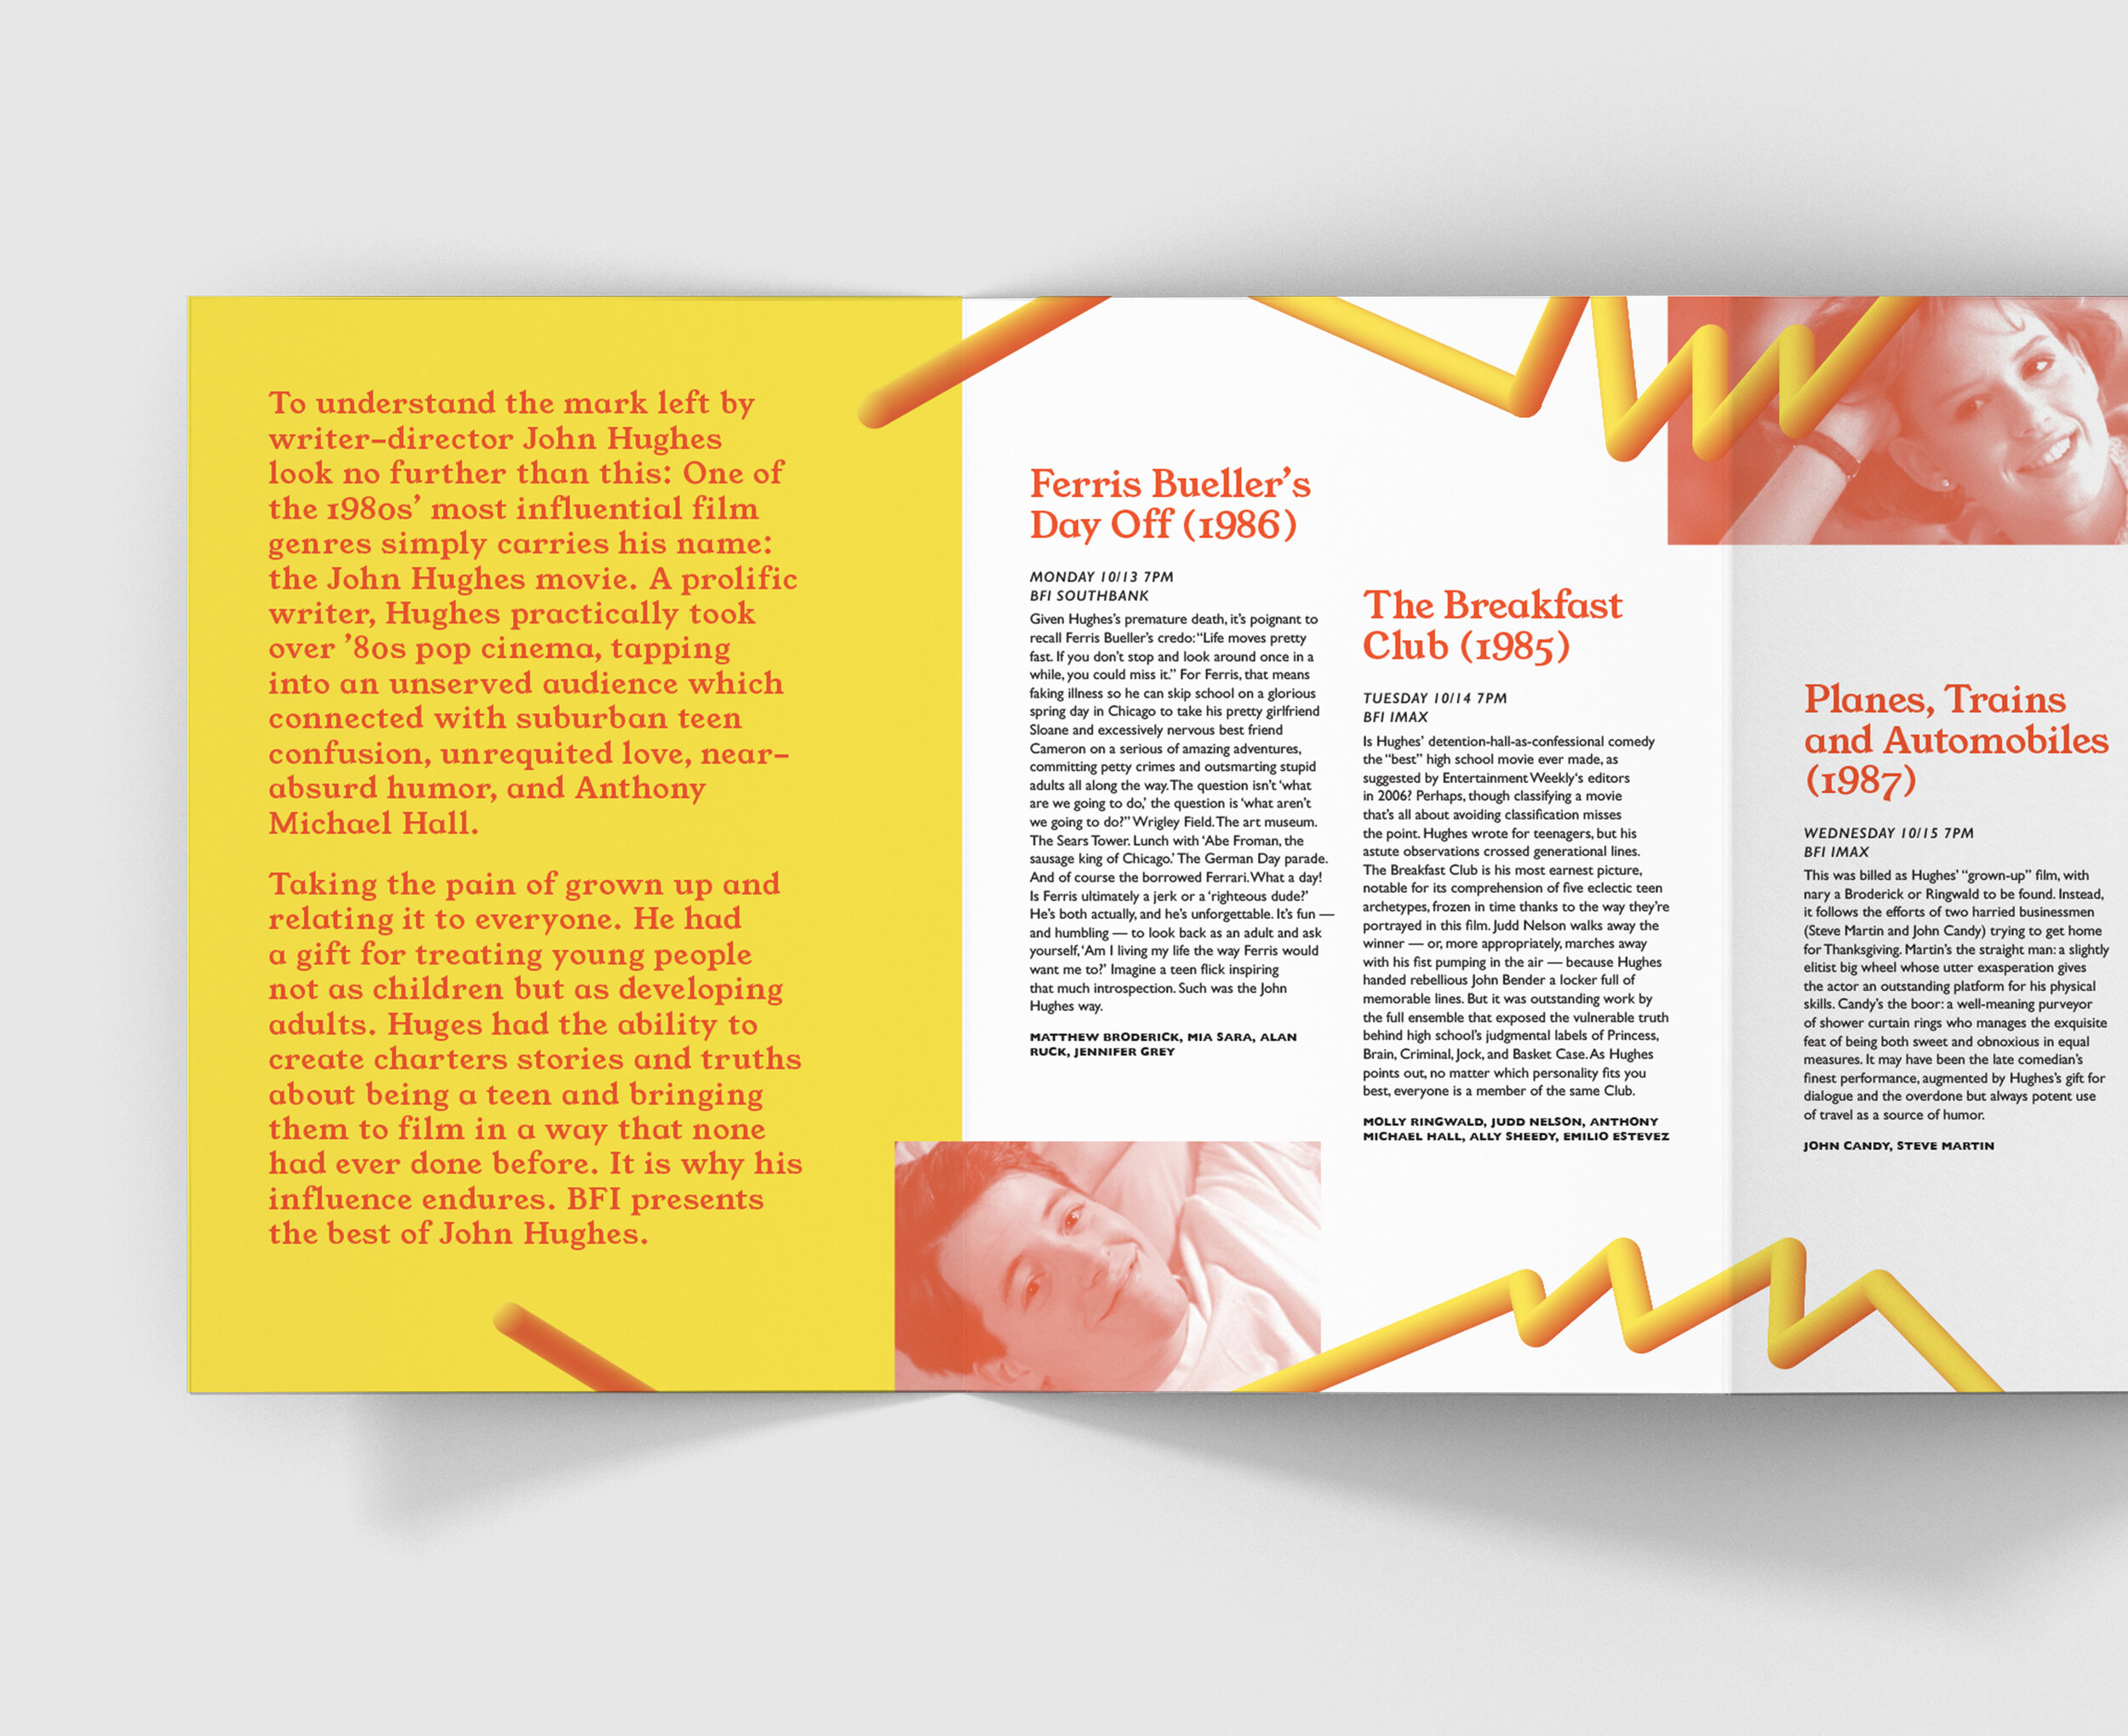 To understand the mark left by
writer–director John Hughes
look no further than this: One of
the 1980s’ most influential film
genres simply carries his name:
the John Hughes movie. A prolific
writer, Hughes practically took
over ’80s pop cinema, tapping
into an unserved audience which
connected with suburban teen
confusion, unrequited love, near–
absurd humor, and Anthony
Michael Hall.
Taking the pain of grown up and
relating it to everyone. He had
a gift for treating young people
not as children but as developing
adults. Huges had the ability to
create charters stories and truths
about being a teen and bringing
them to film in a way that none
had ever done before. It is why his
influence endures. BFI presents
the best of John Hughes.
Ferris Bueller’s
Day Off (1986)
MONDAY 10/13 7PM
BFI SOUTHBANK
Given Hughes’s premature death, it’s poignant to
recall Ferris Bueller’s credo: “Life moves pretty
fast. If you don’t stop and look around once in a
while, you could miss it.” For Ferris, that means
faking illness so he can skip school on a glorious
spring day in Chicago to take his pretty girlfriend
Sloane and excessively nervous best friend
Cameron on a serious of amazing adventures,
committing petty crimes and outsmarting stupid
adults all along the way. The question isn’t ‘what
are we going to do,’ the question is ‘what aren’t
we going to do?” Wrigley Field. The art museum.
The Sears Tower. Lunch with ‘Abe Froman, the
sausage king of Chicago.’ The German Day parade.
And of course the borrowed Ferrari. What a day!
Is Ferris ultimately a jerk or a ‘righteous dude?’
He’s both actually, and he’s unforgettable. It’s fun —
and humbling — to look back as an adult and ask
yourself, ‘Am I living my life the way Ferris would
want me to?’ Imagine a teen flick inspiring
that much introspection. Such was the John
Hughes way.
MATTHEW BRODERICK, MIA SARA, ALAN
RUCK, JENNIFER GREY
The Breakfast
Club (1985)
TUESDAY 10/14 7PM
BFI IMAX
Is Hughes’ detention-hall-as-confessional comedy
the “best” high school movie ever made, as
suggested by Entertainment Weekly‘s editors
in 2006? Perhaps, though classifying a movie
that’s all about avoiding classification misses
the point. Hughes wrote for teenagers, but his
astute observations crossed generational lines.
The Breakfast Club is his most earnest picture,
notable for its comprehension of five eclectic teen
archetypes, frozen in time thanks to the way they’re
portrayed in this film. Judd Nelson walks away the
winner — or, more appropriately, marches away
with his fist pumping in the air — because Hughes
handed rebellious John Bender a locker full of
memorable lines. But it was outstanding work by
the full ensemble that exposed the vulnerable truth
behind high school’s judgmental labels of Princess,
Brain, Criminal, Jock, and Basket Case. As Hughes
points out, no matter which personality fits you
best, everyone is a member of the same Club.
MOLLY RINGWALD, JUDD NELSON, ANTHONY
MICHAEL HALL, ALLY SHEEDY, EMILIO ESTEVEZ
Planes, Trains
and Automobiles
(1987)
WEDNESDAY 10/15 7PM
BFI IMAX
This was billed as Hughes’ “grown-up” film, with
nary a Broderick or Ringwald to be found. Instead,
it follows the efforts of two harried businessmen
(Steve Martin and John Candy) trying to get home
for Thanksgiving. Martin’s the straight man: a slightly
elitist big wheel whose utter exasperation gives
the actor an outstanding platform for his physical
skills. Candy’s the boor: a well-meaning purveyor
of shower curtain rings who manages the exquisite
feat of being both sweet and obnoxious in equal
measures. It may have been the late comedian’s
finest performance, augmented by Hughes’s gift for
dialogue and the overdone but always potent use
of travel as a source of humor.
JOHN CANDY, STEVE MARTIN